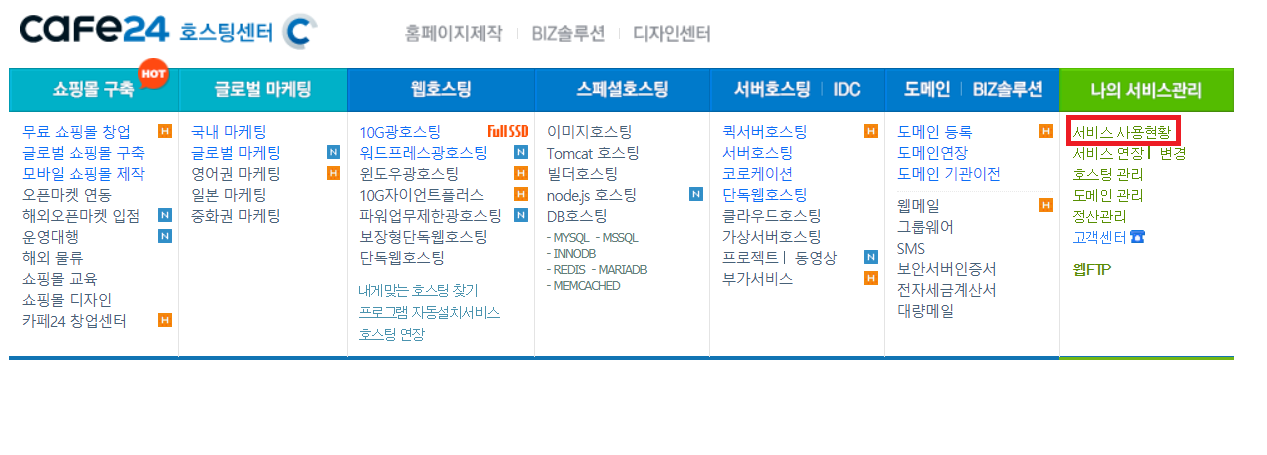 cafe24 호스팅센터 C
홈페이지제작 | BIZ솔루션 | 디자인센터
쇼핑몰 구축 HOT
무료 쇼핑몰 창업 H
글로벌 쇼핑몰 구축
모바일 쇼핑몰 제작
오픈마켓 연동
해외오픈마켓 입점 N
운영대행 N
해외 물류
쇼핑몰 교육
쇼핑몰 디자인
카페24 창업센터 H
글로벌 마케팅
국내 마케팅
글로벌 마케팅 N
영어권 마케팅 H
일본 마케팅
중화권 마케팅
웹호스팅
10G광호스팅 Full SSD
워드프레스광호스팅 N
윈도우광호스팅 H
10G자이언트플러스 H
파워업무제한광호스팅 N
보장형단독웹호스팅
단독웹호스팅
내게맞는 호스팅 찾기
프로그램 자동설치서비스
호스팅 연장
스페셜호스팅
이미지호스팅
Tomcat 호스팅
빌더호스팅
node.js 호스팅 N
DB호스팅
- MYSQL - MSSQL
- INNODB
- REDIS - MARIADB
- MEMCACHED
서버호스팅 | IDC
퀵서버호스팅 H
서버호스팅
코로케이션
단독웹호스팅
클라우드호스팅
가상서버호스팅
프로젝트 | 동영상 N
부가서비스 H
도메인 | BIZ솔루션
도메인 등록 H
도메인연장
도메인 기관이전
웹메일 H
그룹웨어
SMS
보안서버인증서
전자세금계산서
대량메일
나의 서비스관리
서비스 사용현황
서비스 연장 | 변경
호스팅 관리
도메인 관리
정산관리
고객센터
웹FTP